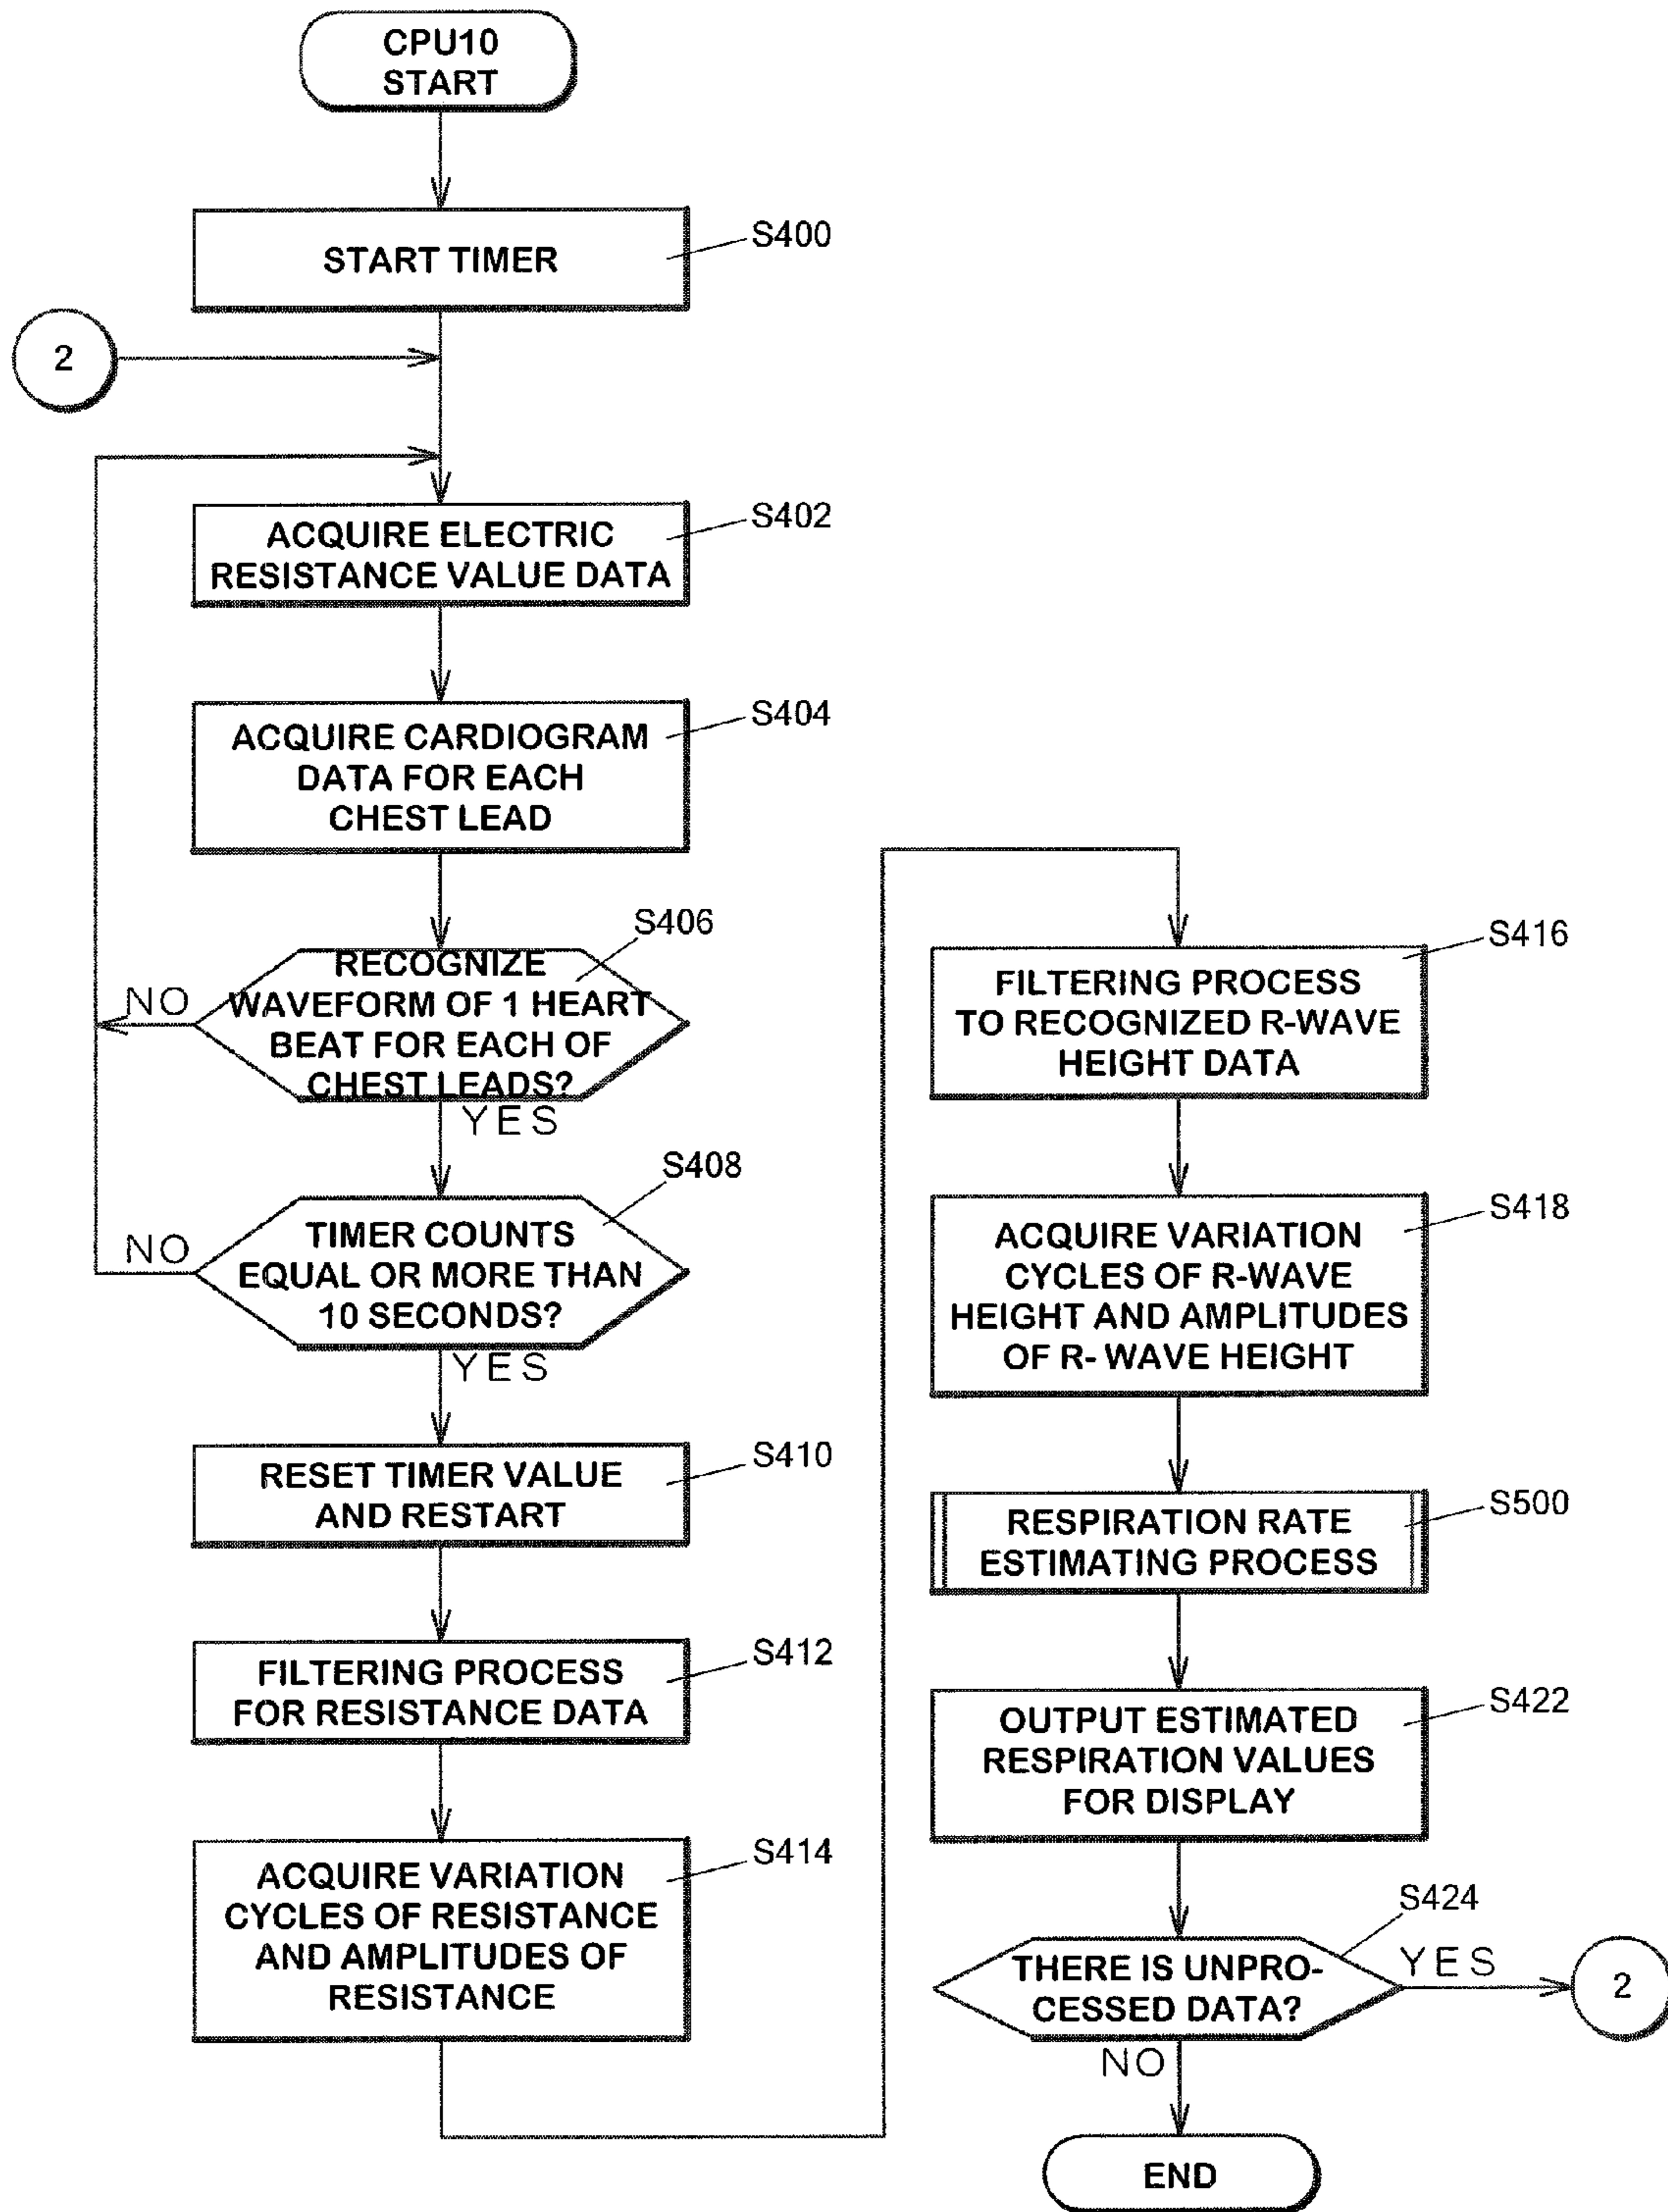 CPU10
START
START TIMER
S400
2
ACQUIRE ELECTRIC
RESISTANCE VALUE DATA
S402
ACQUIRE CARDIOGRAM
DATA FOR EACH
CHEST LEAD
S404
RECOGNIZE
WAVEFORM OF 1 HEART
BEAT FOR EACH OF
CHEST LEADS?
S406
NO
YES
TIMER COUNTS
EQUAL OR MORE THAN
10 SECONDS?
S408
NO
YES
RESET TIMER VALUE
AND RESTART
S410
FILTERING PROCESS
FOR RESISTANCE DATA
S412
ACQUIRE VARIATION
CYCLES OF RESISTANCE
AND AMPLITUDES OF
RESISTANCE
S414
FILTERING PROCESS
TO RECOGNIZED R-WAVE
HEIGHT DATA
S416
ACQUIRE VARIATION
CYCLES OF R-WAVE
HEIGHT AND AMPLITUDES
OF R- WAVE HEIGHT
S418
RESPIRATION RATE
ESTIMATING PROCESS
S500
OUTPUT ESTIMATED
RESPIRATION VALUES
FOR DISPLAY
S422
THERE IS UNPRO-
CESSED DATA?
S424
YES
2
NO
END